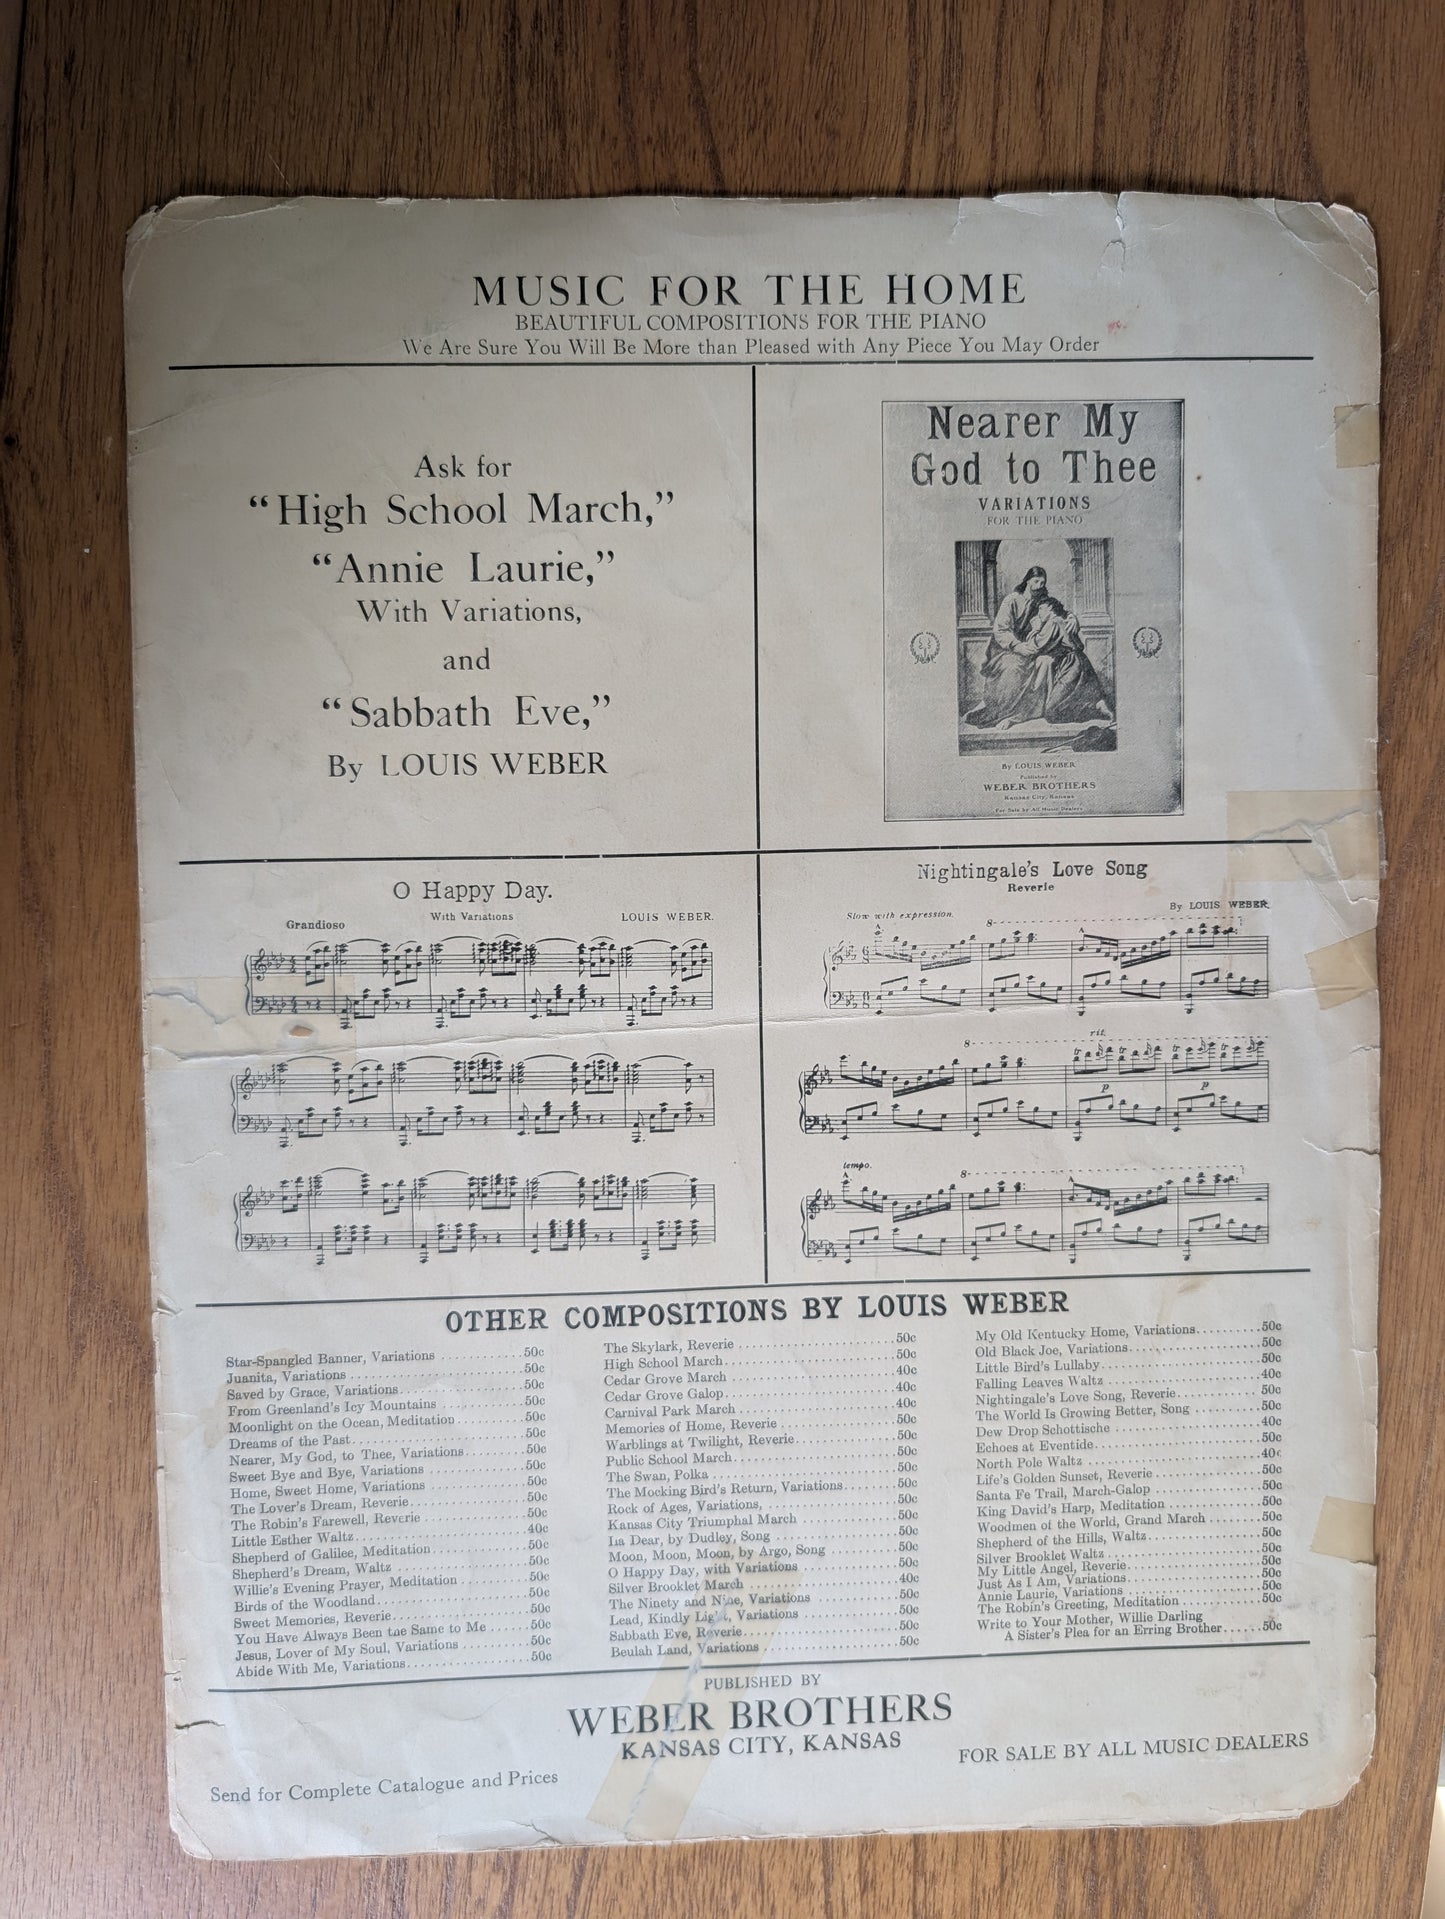 MUSIC FOR THE HOME
BEAUTIFUL COMPOSITIONS FOR THE PIANO
We Are Sure You Will Be More than Pleased with Any Piece You May Order
Ask for
“High School March,”
“Annie Laurie,”
With Variations,
and
“Sabbath Eve,”
By LOUIS WEBER
Nearer My
God to Thee
VARIATIONS
FOR THE PIANO
By LOUIS WEBER
Published by
WEBER BROTHERS
Kansas City, Kansas
For Sale by All Music Dealers
O Happy Day.
With Variations
LOUIS WEBER.
Grandioso
Nightingale's Love Song
Reverie
By LOUIS WEBER.
Slow with expression.
8
rit.
8
p
p
tempo.
8
OTHER COMPOSITIONS BY LOUIS WEBER
Star-Spangled Banner, Variations ...........50c
Juanita, Variations ...........50c
Saved by Grace, Variations...........50c
From Greenland's Icy Mountains ...........50c
Moonlight on the Ocean, Meditation...........50c
Dreams of the Past...........50c
Nearer, My God, to Thee, Variations...........50c
Sweet Bye and Bye, Variations ...........50c
Home, Sweet Home, Variations ...........50c
The Lover's Dream, Reverie...........50c
The Robin's Farewell, Reverie ...........50c
Little Esther Waltz...........40c
Shepherd of Galilee, Meditation...........50c
Shepherd's Dream, Waltz ...........50c
Willie's Evening Prayer, Meditation ...........50c
Birds of the Woodland...........50c
Sweet Memories, Reverie...........50c
You Have Always Been the Same to Me ......50c
Jesus, Lover of My Soul, Variations ...........50c
Abide With Me, Variations...........50c
The Skylark, Reverie ...........50c
High School March...........50c
Cedar Grove March ...........40c
Cedar Grove Galop...........40c
Carnival Park March ...........40c
Memories of Home, Reverie ...........50c
Warblings at Twilight, Reverie...........50c
Public School March...........50c
The Swan, Polka ...........50c
The Mocking Bird's Return, Variations.......50c
Rock of Ages, Variations, ...........50c
Kansas City Triumphal March ...........50c
La Dear, by Dudley, Song ...........50c
Moon, Moon, Moon, by Argo, Song ...........50c
O Happy Day, with Variations ...........50c
Silver Brooklet March ...........40c
The Ninety and Nine, Variations ...........50c
Lead, Kindly Light, Variations ...........50c
Sabbath Eve, Reverie...........50c
Beulah Land, Variations ...........50c
My Old Kentucky Home, Variations..........50c
Old Black Joe, Variations...........50c
Little Bird's Lullaby...........50c
Falling Leaves Waltz ...........40c
Nightingale's Love Song, Reverie...........50c
The World Is Growing Better, Song ...........50c
Dew Drop Schottische ...........40c
Echoes at Eventide...........50c
North Pole Waltz ...........40c
Life's Golden Sunset, Reverie ...........50c
Santa Fe Trail, March-Galop ...........50c
King David's Harp, Meditation ...........50c
Woodmen of the World, Grand March .......50c
Shepherd of the Hills, Waltz...........50c
Silver Brooklet Waltz ...........50c
My Little Angel, Reverie...........50c
Just As I Am, Variations...........50c
Annie Laurie, Variations ...........50c
The Robin's Greeting, Meditation ...........50c
Write to Your Mother, Willie Darling
A Sister's Plea for an Erring Brother......50c
PUBLISHED BY
WEBER BROTHERS
KANSAS CITY, KANSAS
Send for Complete Catalogue and Prices
FOR SALE BY ALL MUSIC DEALERS